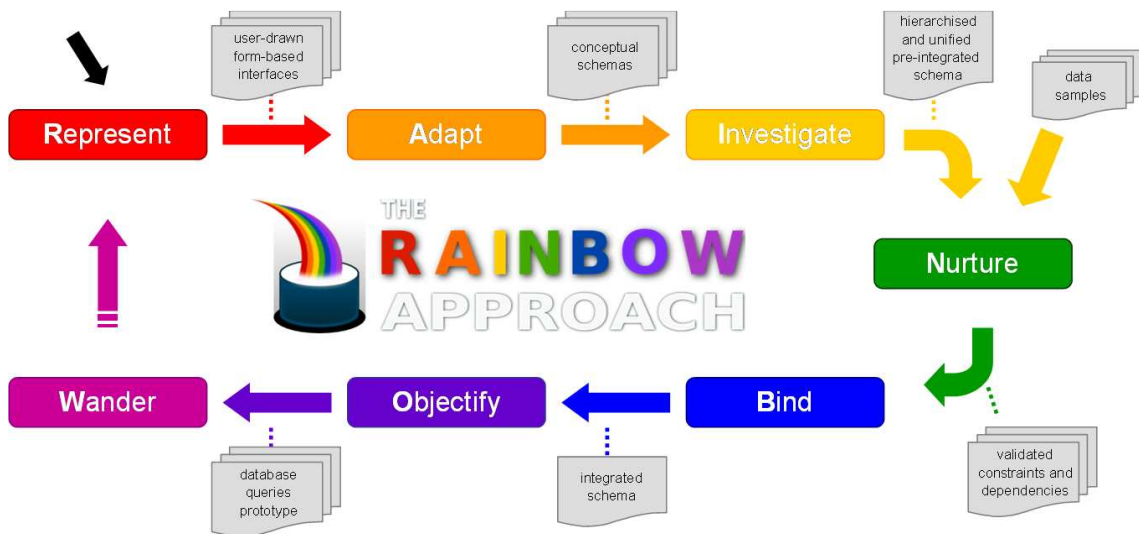 user-drawn
form-based
interfaces
conceptual
schemas
hierarchised
and unified
pre-integrated
schema
data
samples
Represent
Adapt
Investigate
THE
RAINBOW
APPROACH
Nurture
Wander
Objectify
Bind
database
queries
prototype
integrated
schema
validated
constraints and
dependencies